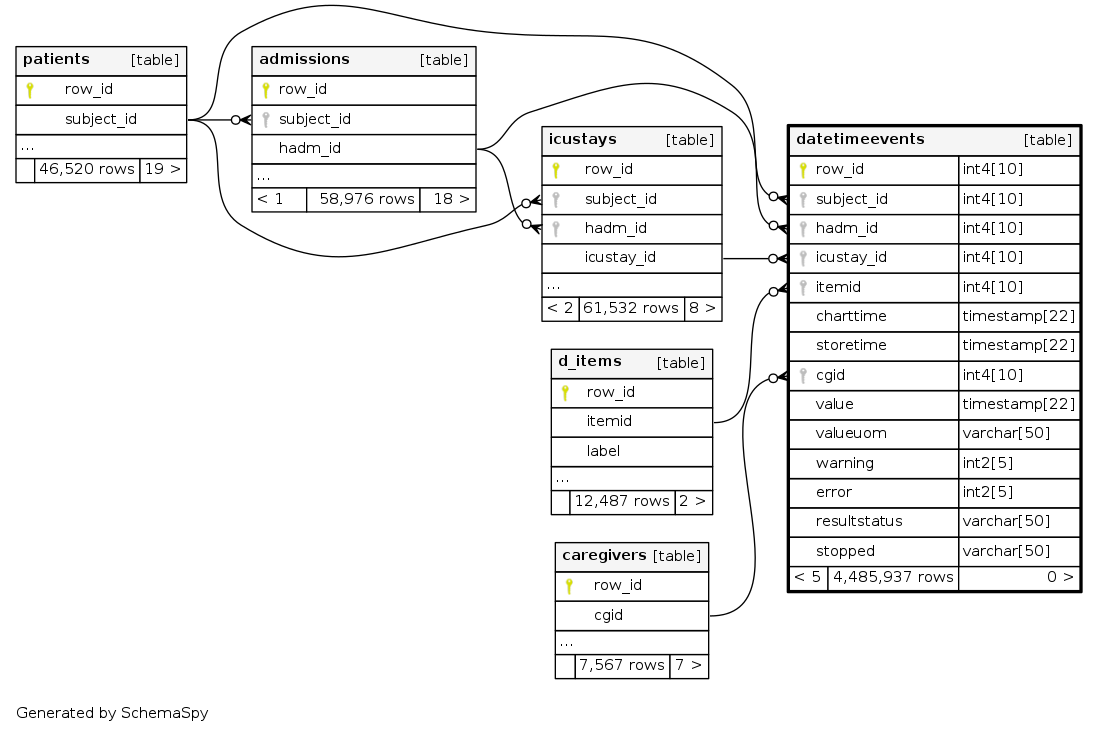 patients [table]
row_id
subject_id
...
46,520 rows 19 >
admissions [table]
row_id
subject_id
hadm_id
...
< 1 58,976 rows 18 >
icustays [table]
row_id
subject_id
hadm_id
icustay_id
...
< 2 61,532 rows 8 >
d_items [table]
row_id
itemid
label
...
12,487 rows 2 >
caregivers [table]
row_id
cgid
...
7,567 rows 7 >
datetimeevents [table]
row_id int4[10]
subject_id int4[10]
hadm_id int4[10]
icustay_id int4[10]
itemid int4[10]
charttime timestamp[22]
storetime timestamp[22]
cgid int4[10]
value timestamp[22]
valueuom varchar[50]
warning int2[5]
error int2[5]
resultstatus varchar[50]
stopped varchar[50]
< 5 4,485,937 rows 0 >
Generated by SchemaSpy